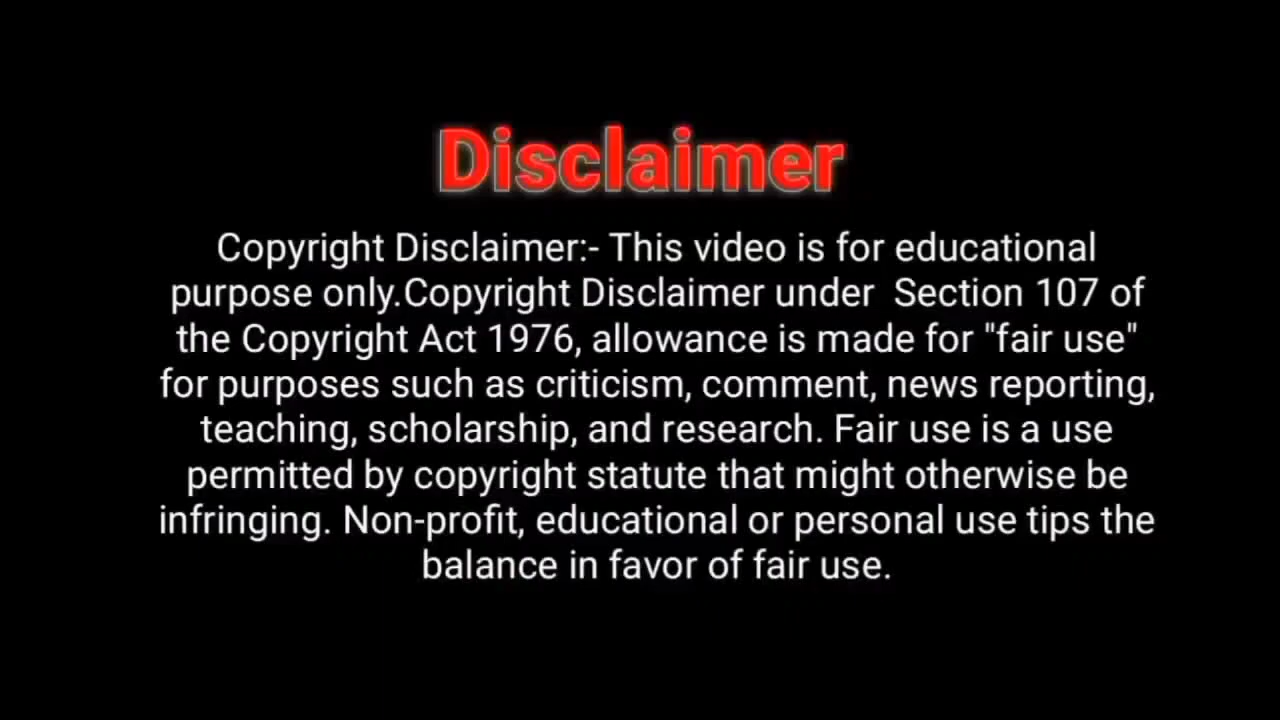 Disclaimer
Copyright Disclaimer:- This video is for educational
purpose only.Copyright Disclaimer under  Section 107 of
the Copyright Act 1976, allowance is made for "fair use"
for purposes such as criticism, comment, news reporting,
teaching, scholarship, and research. Fair use is a use
permitted by copyright statute that might otherwise be
infringing. Non-profit, educational or personal use tips the
balance in favor of fair use.